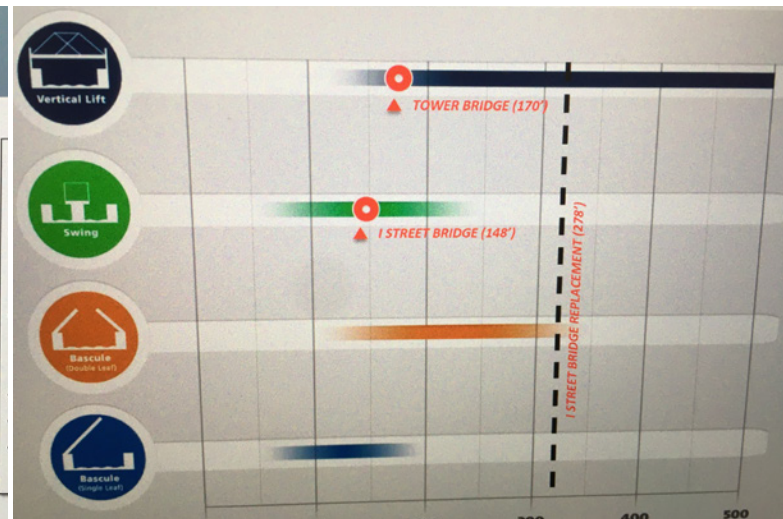 Vertical Lift
TOWER BRIDGE (170')
Swing
I STREET BRIDGE (148')
I STREET BRIDGE REPLACEMENT (278')
Bascule
(Double Leaf)
Bascule
(Single Leaf)
400
500